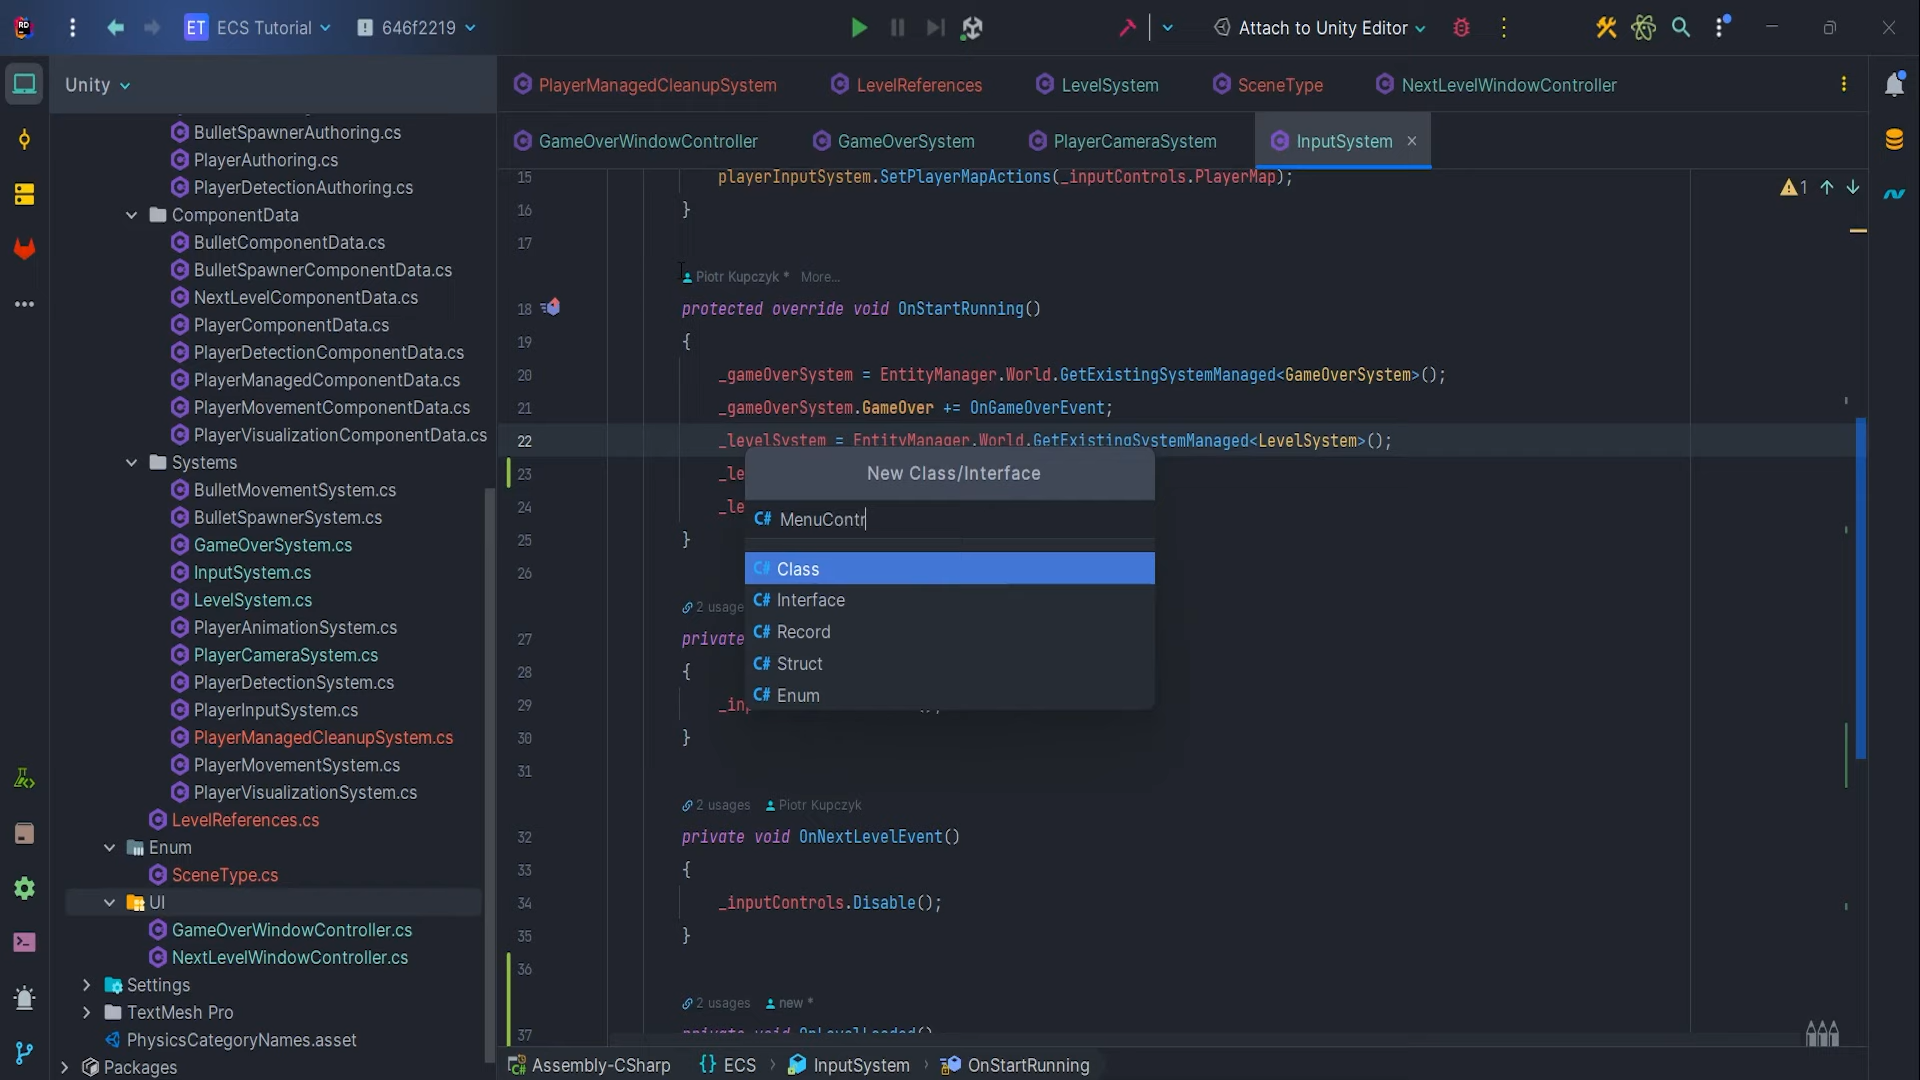 ET ECS Tutorial
646f2219
Attach to Unity Editor
Unity
PlayerManagedCleanupSystem
LevelReferences
LevelSystem
SceneType
NextLevelWindowController
GameOverWindowController
GameOverSystem
PlayerCameraSystem
InputSystem
BulletSpawnerAuthoring.cs
PlayerAuthoring.cs
PlayerDetectionAuthoring.cs
ComponentData
BulletComponentData.cs
BulletSpawnerComponentData.cs
NextLevelComponentData.cs
PlayerComponentData.cs
PlayerDetectionComponentData.cs
PlayerManagedComponentData.cs
PlayerMovementComponentData.cs
PlayerVisualizationComponentData.cs
Systems
BulletMovementSystem.cs
BulletSpawnerSystem.cs
GameOverSystem.cs
InputSystem.cs
LevelSystem.cs
PlayerAnimationSystem.cs
PlayerCameraSystem.cs
PlayerDetectionSystem.cs
PlayerInputSystem.cs
PlayerManagedCleanupSystem.cs
PlayerMovementSystem.cs
PlayerVisualizationSystem.cs
LevelReferences.cs
Enum
SceneType.cs
UI
GameOverWindowController.cs
NextLevelWindowController.cs
Settings
TextMesh Pro
PhysicsCategoryNames.asset
Packages
15 playerInputSystem.SetPlayerMapActions(_inputControls.PlayerMap);
1
16 }
17
Piotr Kupczyk * More...
18 protected override void OnStartRunning()
19 {
20 _gameOverSystem = EntityManager.World.GetExistingSystemManaged<GameOverSystem>();
21 _gameOverSystem.GameOver += OnGameOverEvent;
22 _levelSystem = EntityManager.World.GetExistingSystemManaged<LevelSystem>();
23 _le
24 _le
25 }
26
New Class/Interface
C# MenuContr
C# Class
C# Interface
C# Record
C# Struct
C# Enum
2 usage
27 private
28 {
29 _in
30 }
31
2 usages Piotr Kupczyk
32 private void OnNextLevelEvent()
33 {
34 _inputControls.Disable();
35 }
36
2 usages new *
37 private void OnLevelLoaded()
Assembly-CSharp {} ECS InputSystem OnStartRunning